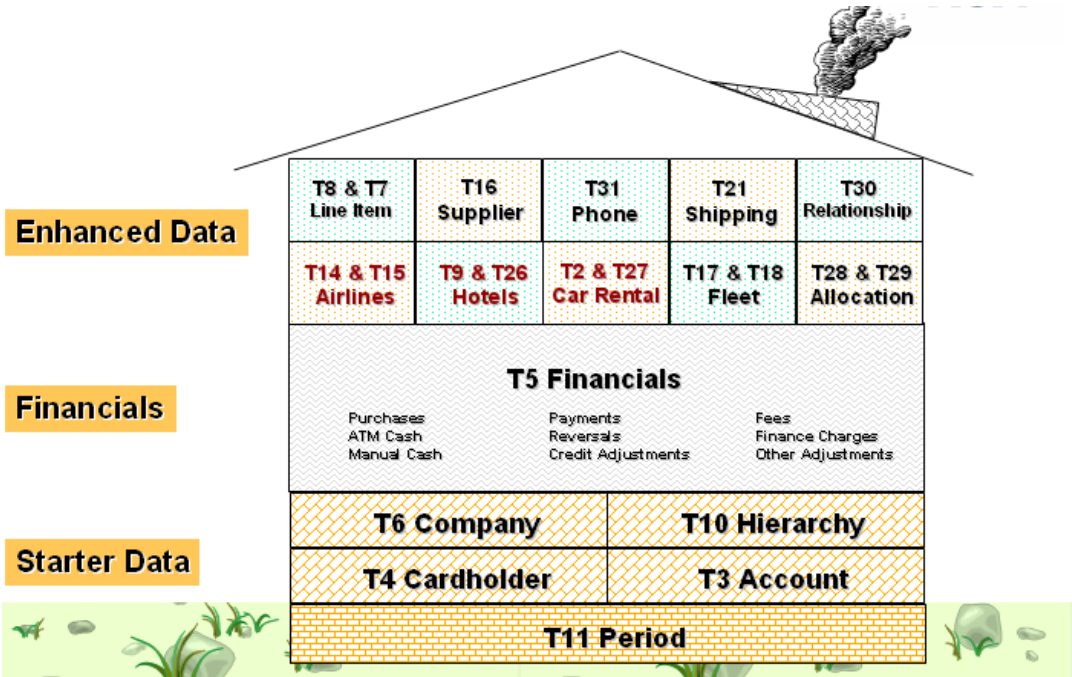 T8 & T7
Line Item
T16
Supplier
T31
Phone
T21
Shipping
T30
Relationship
Enhanced Data
T14 & T15
Airlines
T9 & T26
Hotels
T2 & T27
Car Rental
T17 & T18
Fleet
T28 & T29
Allocation
Financials
T5 Financials
Purchases
ATM Cash
Manual Cash
Payments
Reversals
Credit Adjustments
Fees
Finance Charges
Other Adjustments
Starter Data
T6 Company
T10 Hierarchy
T4 Cardholder
T3 Account
T11 Period